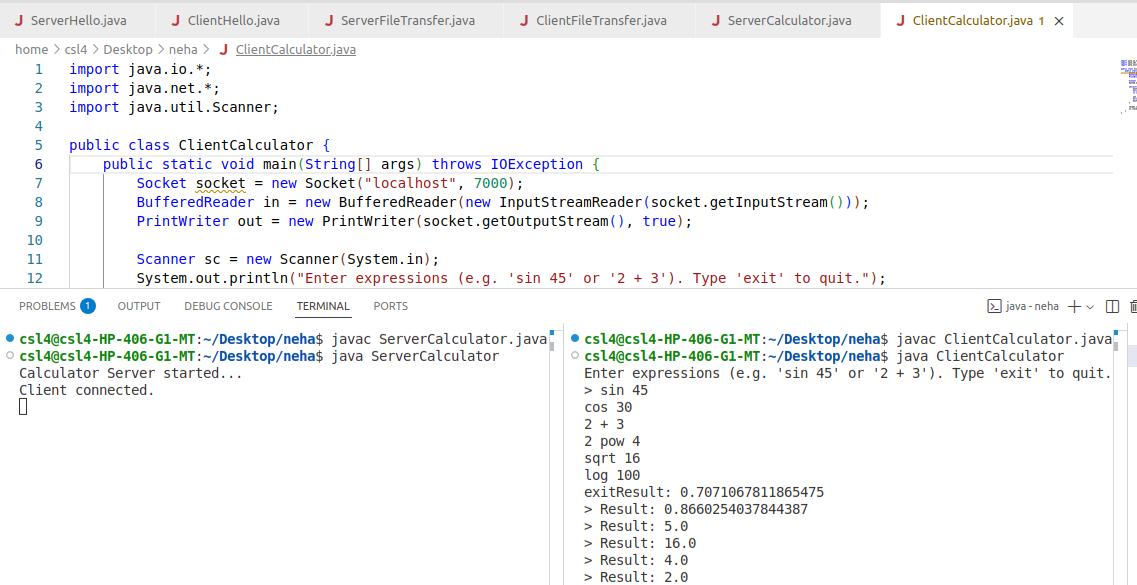 ServerHello.java
ClientHello.java
ServerFileTransfer.java
ClientFileTransfer.java
ServerCalculator.java
ClientCalculator.java 1
home > csl4 > Desktop > neha > ClientCalculator.java
1 import java.io.*;
2 import java.net.*;
3 import java.util.Scanner;
4
5 public class ClientCalculator {
6 public static void main(String[] args) throws IOException {
7 Socket socket = new Socket("localhost", 7000);
8 BufferedReader in = new BufferedReader(new InputStreamReader(socket.getInputStream()));
9 PrintWriter out = new PrintWriter(socket.getOutputStream(), true);
10
11 Scanner sc = new Scanner(System.in);
12 System.out.println("Enter expressions (e.g. 'sin 45' or '2 + 3'). Type 'exit' to quit.");
PROBLEMS 1 OUTPUT DEBUG CONSOLE TERMINAL PORTS
java - neha
csl4@csl4-HP-406-G1-MT:~/Desktop/neha$ javac ServerCalculator.java
csl4@csl4-HP-406-G1-MT:~/Desktop/neha$ java ServerCalculator
Calculator Server started...
Client connected.
csl4@csl4-HP-406-G1-MT:~/Desktop/neha$ javac ClientCalculator.java
csl4@csl4-HP-406-G1-MT:~/Desktop/neha$ java ClientCalculator
Enter expressions (e.g. 'sin 45' or '2 + 3'). Type 'exit' to quit.
> sin 45
cos 30
2 + 3
2 pow 4
sqrt 16
log 100
exitResult: 0.7071067811865475
> Result: 0.8660254037844387
> Result: 5.0
> Result: 16.0
> Result: 4.0
> Result: 2.0